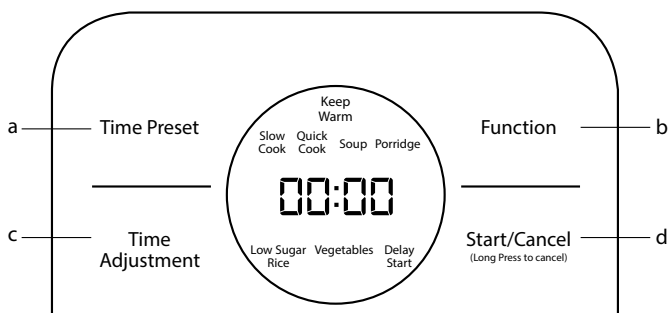 Keep
Warm
a
Time Preset
Slow
Cook
Quick
Cook
Soup
Porridge
Function
b
00:00
c
Time
Adjustment
Low Sugar
Rice
Vegetables
Delay
Start
Start/Cancel
(Long Press to cancel)
d